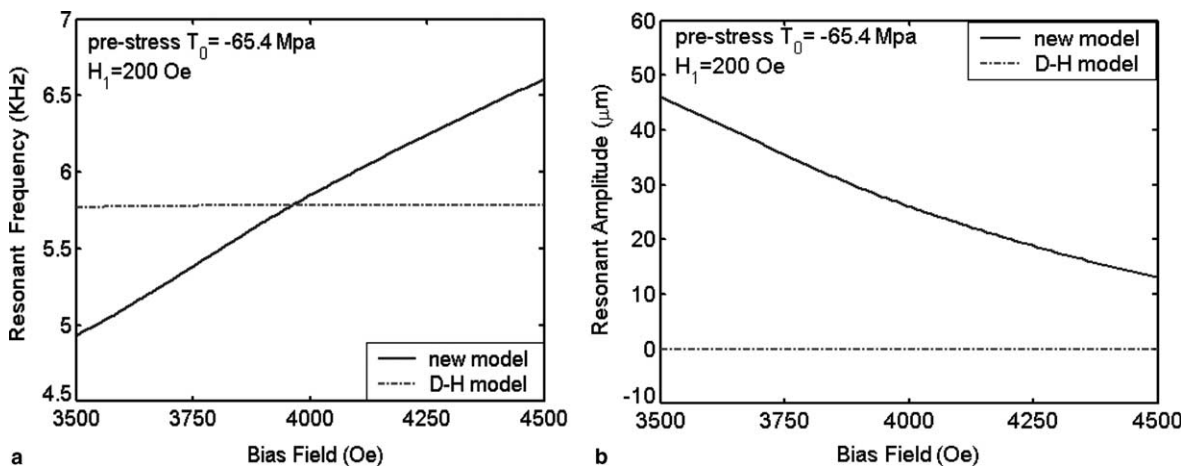 7
6.5
6
5.5
5
4.5
Resonant Frequency (KHz)
pre-stress T0= -65.4 Mpa
H1=200 Oe
new model
D-H model
3500 3750 4000 4250 4500
Bias Field (Oe)
a
60
50
40
30
20
10
0
-10
Resonant Amplitude (μm)
pre-stress T0= -65.4 Mpa
H1=200 Oe
new model
D-H model
3500 3750 4000 4250 4500
Bias Field (Oe)
b